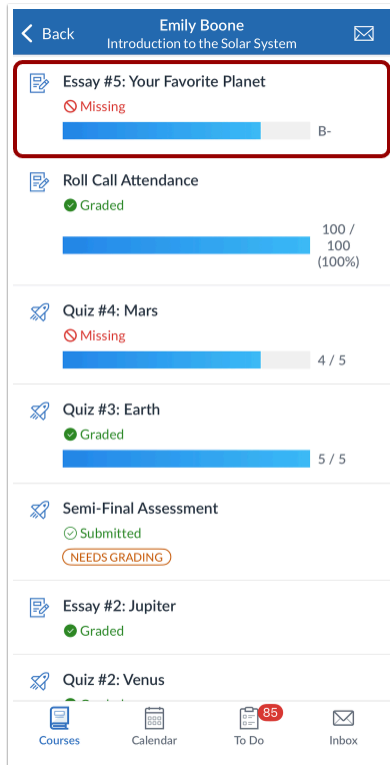 Back
Emily Boone
Introduction to the Solar System
Essay #5: Your Favorite Planet
Missing
B-
Roll Call Attendance
Graded
100 /
100
(100%)
Quiz #4: Mars
Missing
4 / 5
Quiz #3: Earth
Graded
5 / 5
Semi-Final Assessment
Submitted
NEEDS GRADING
Essay #2: Jupiter
Graded
Quiz #2: Venus
85
Courses
Calendar
To Do
Inbox